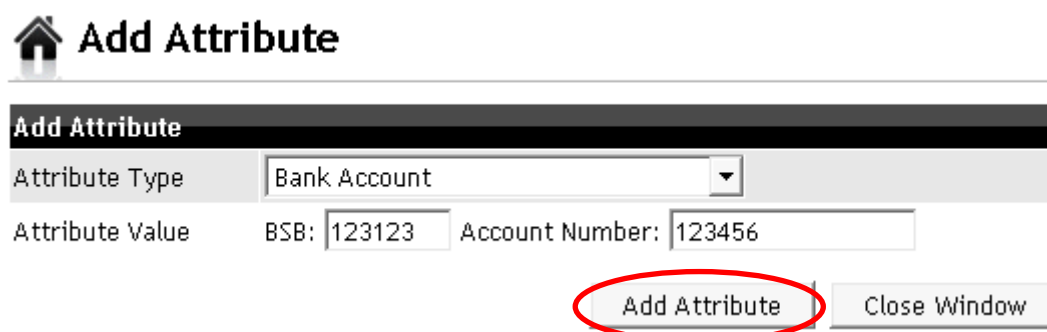 Add Attribute
Add Attribute
Attribute Type Bank Account
Attribute Value BSB: 123123 Account Number: 123456
Add Attribute Close Window